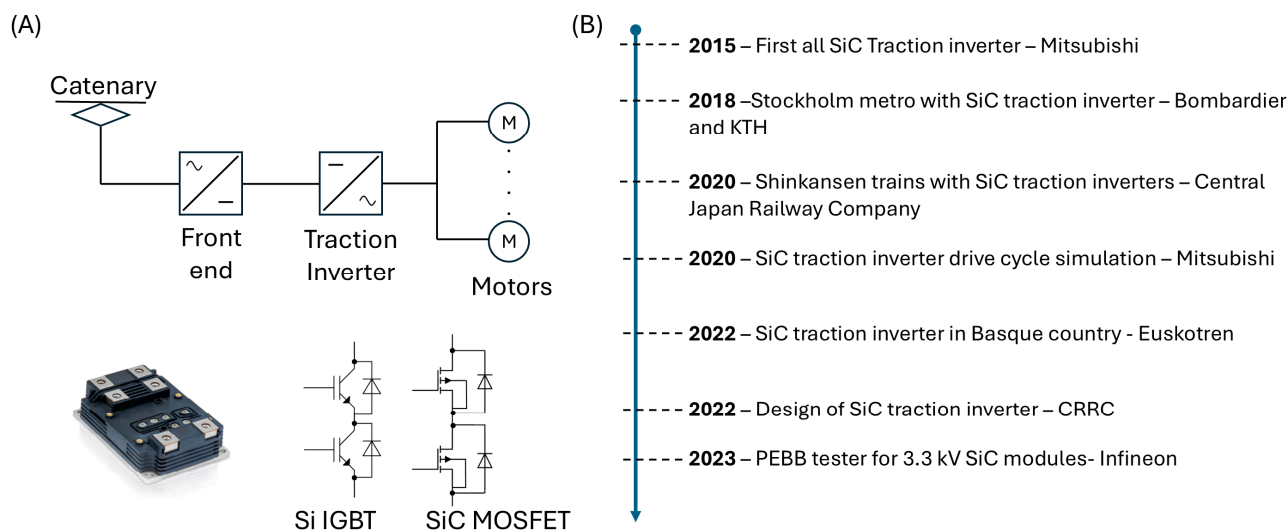 (A)
Catenary
M
Front
end
Traction
Inverter
M
Motors
Si IGBT
SiC MOSFET
(B)
2015 – First all SiC Traction inverter – Mitsubishi
2018 –Stockholm metro with SiC traction inverter – Bombardier
and KTH
2020 – Shinkansen trains with SiC traction inverters – Central
Japan Railway Company
2020 – SiC traction inverter drive cycle simulation – Mitsubishi
2022 – SiC traction inverter in Basque country - Euskotren
2022 – Design of SiC traction inverter – CRRC
2023 – PEBB tester for 3.3 kV SiC modules- Infineon